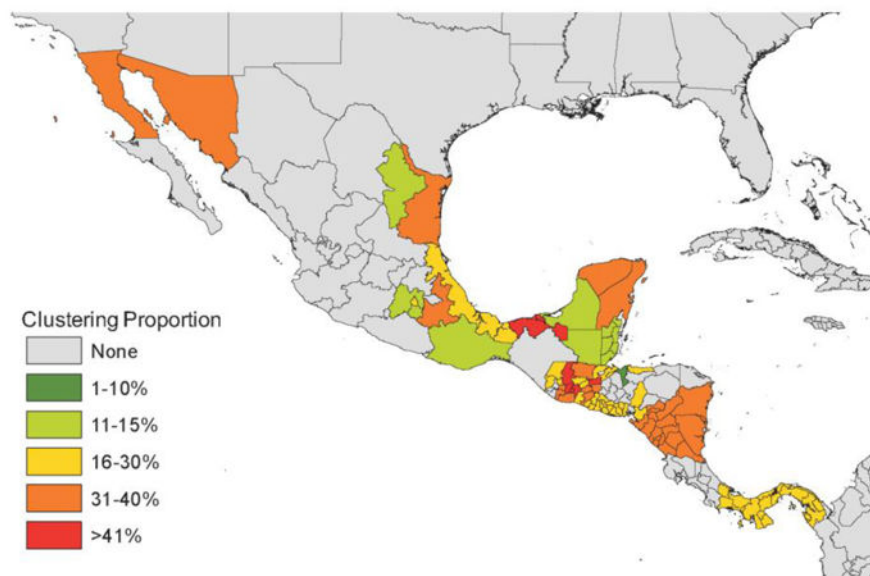 Clustering Proportion
None
1-10%
11-15%
16-30%
31-40%
>41%